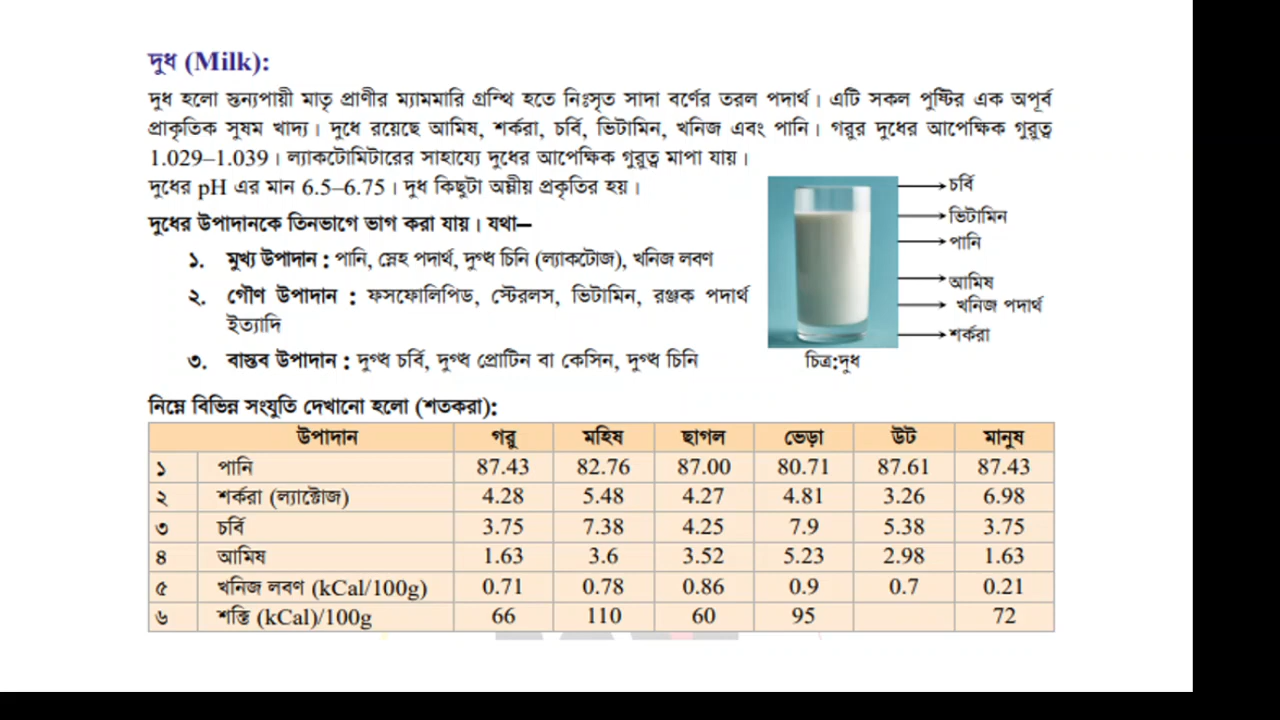 দুধ (Milk):
দুধ হলো স্তন্যপায়ী মাতৃ প্রাণীর ম্যামমারি গ্রন্থি হতে নিঃসৃত সাদা বর্ণের তরল পদার্থ। এটি সকল পুষ্টির এক অপূর্ব
প্রাকৃতিক সুষম খাদ্য। দুধে রয়েছে আমিষ, শর্করা, চর্বি, ভিটামিন, খনিজ এবং পানি। গরুর দুধের আপেক্ষিক গুরুত্ব
1.029–1.039। ল্যাকটোমিটারের সাহায্যে দুধের আপেক্ষিক গুরুত্ব মাপা যায়।
দুধের pH এর মান 6.5–6.75। দুধ কিছুটা অম্লীয় প্রকৃতির হয়।
দুধের উপাদানকে তিনভাগে ভাগ করা যায়। যথা–
১. মুখ্য উপাদান : পানি, স্নেহ পদার্থ, দুগ্ধ চিনি (ল্যাকটোজ), খনিজ লবণ
২. গৌণ উপাদান : ফসফোলিপিড, স্টেরলস, ভিটামিন, রঞ্জক পদার্থ
ইত্যাদি
৩. বাস্তব উপাদান : দুগ্ধ চর্বি, দুগ্ধ প্রোটিন বা কেসিন, দুগ্ধ চিনি
চর্বি
ভিটামিন
পানি
আমিষ
খনিজ পদার্থ
শর্করা
চিত্র:দুধ
নিম্নে বিভিন্ন সংযুতি দেখানো হলো (শতকরা):
উপাদান গরু মহিষ ছাগল ভেড়া উট মানুষ
১ পানি 87.43 82.76 87.00 80.71 87.61 87.43
২ শর্করা (ল্যাক্টোজ) 4.28 5.48 4.27 4.81 3.26 6.98
৩ চর্বি 3.75 7.38 4.25 7.9 5.38 3.75
৪ আমিষ 1.63 3.6 3.52 5.23 2.98 1.63
৫ খনিজ লবণ (kCal/100g) 0.71 0.78 0.86 0.9 0.7 0.21
৬ শক্তি (kCal)/100g 66 110 60 95 72